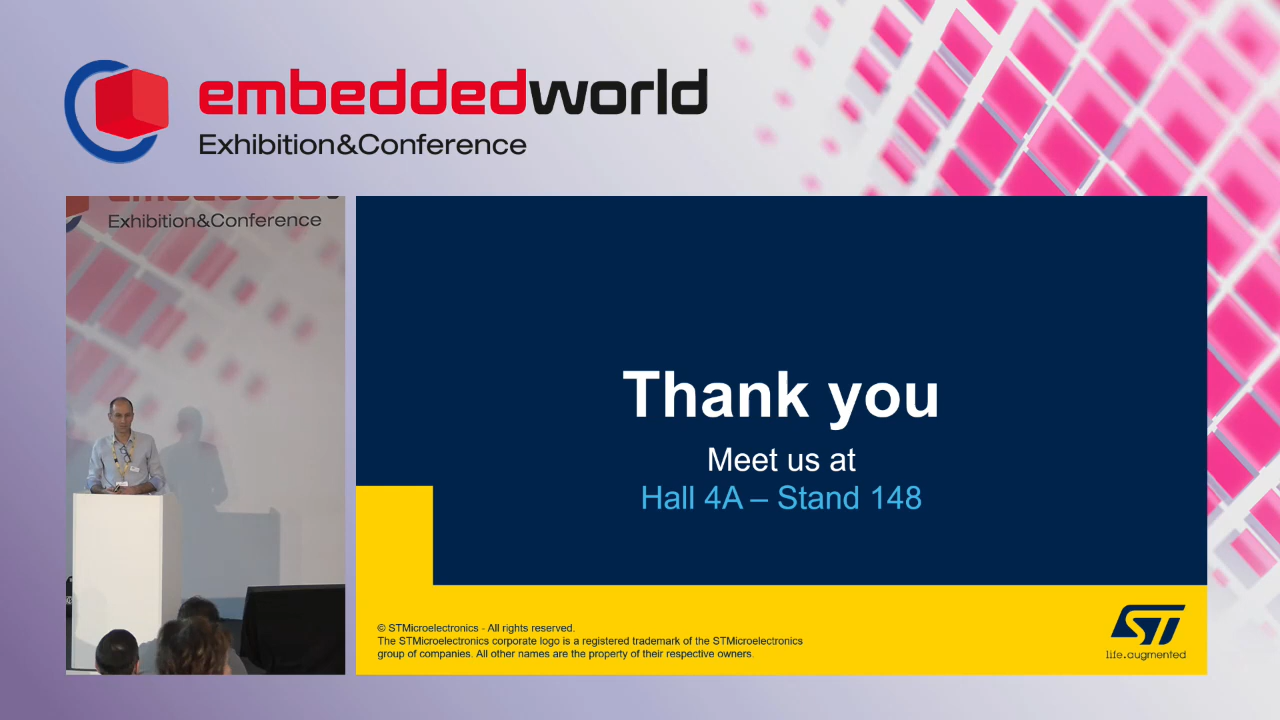 embeddedworld
Exhibition&Conference
Exhibition&Conference
Thank you
Meet us at
Hall 4A – Stand 148
© STMicroelectronics - All rights reserved.
The STMicroelectronics corporate logo is a registered trademark of the STMicroelectronics
group of companies. All other names are the property of their respective owners.
ST
life.augmented